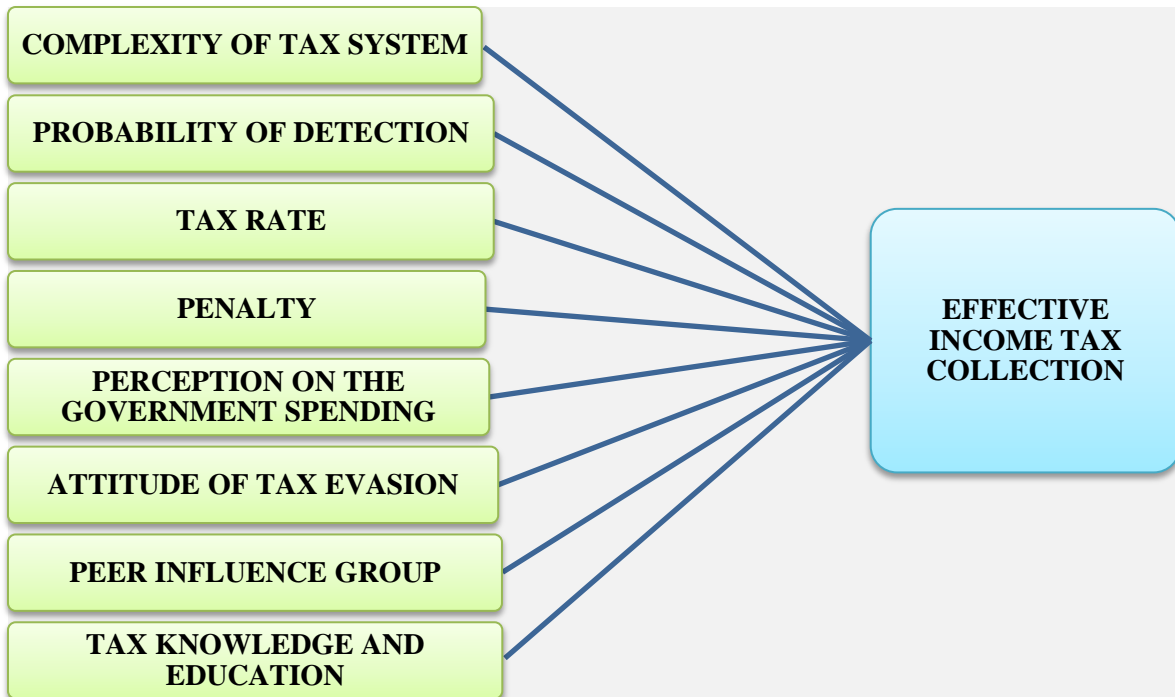 COMPLEXITY OF TAX SYSTEM
PROBABILITY OF DETECTION
TAX RATE
PENALTY
PERCEPTION ON THE
GOVERNMENT SPENDING
ATTITUDE OF TAX EVASION
PEER INFLUENCE GROUP
TAX KNOWLEDGE AND
EDUCATION
EFFECTIVE
INCOME TAX
COLLECTION